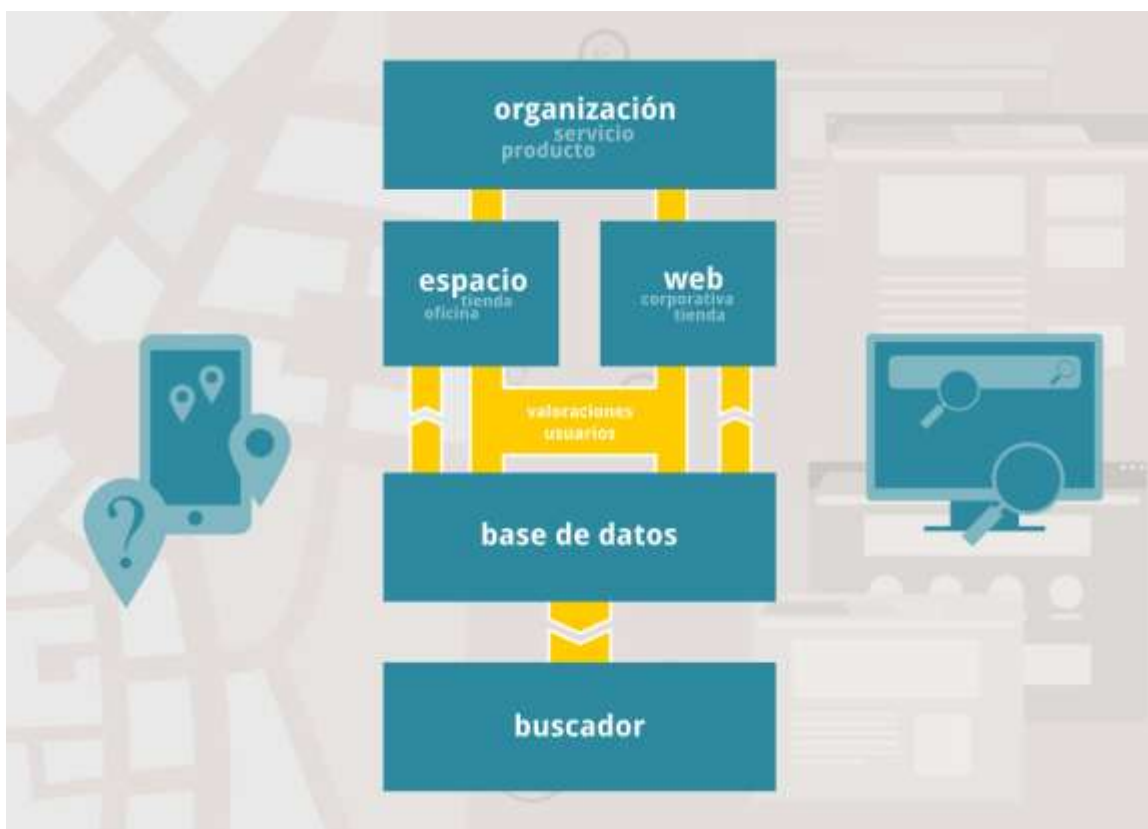 organización
servicio
producto
espacio
tienda
oficina
web
corporativa
tienda
valoraciones
usuarios
base de datos
buscador
?